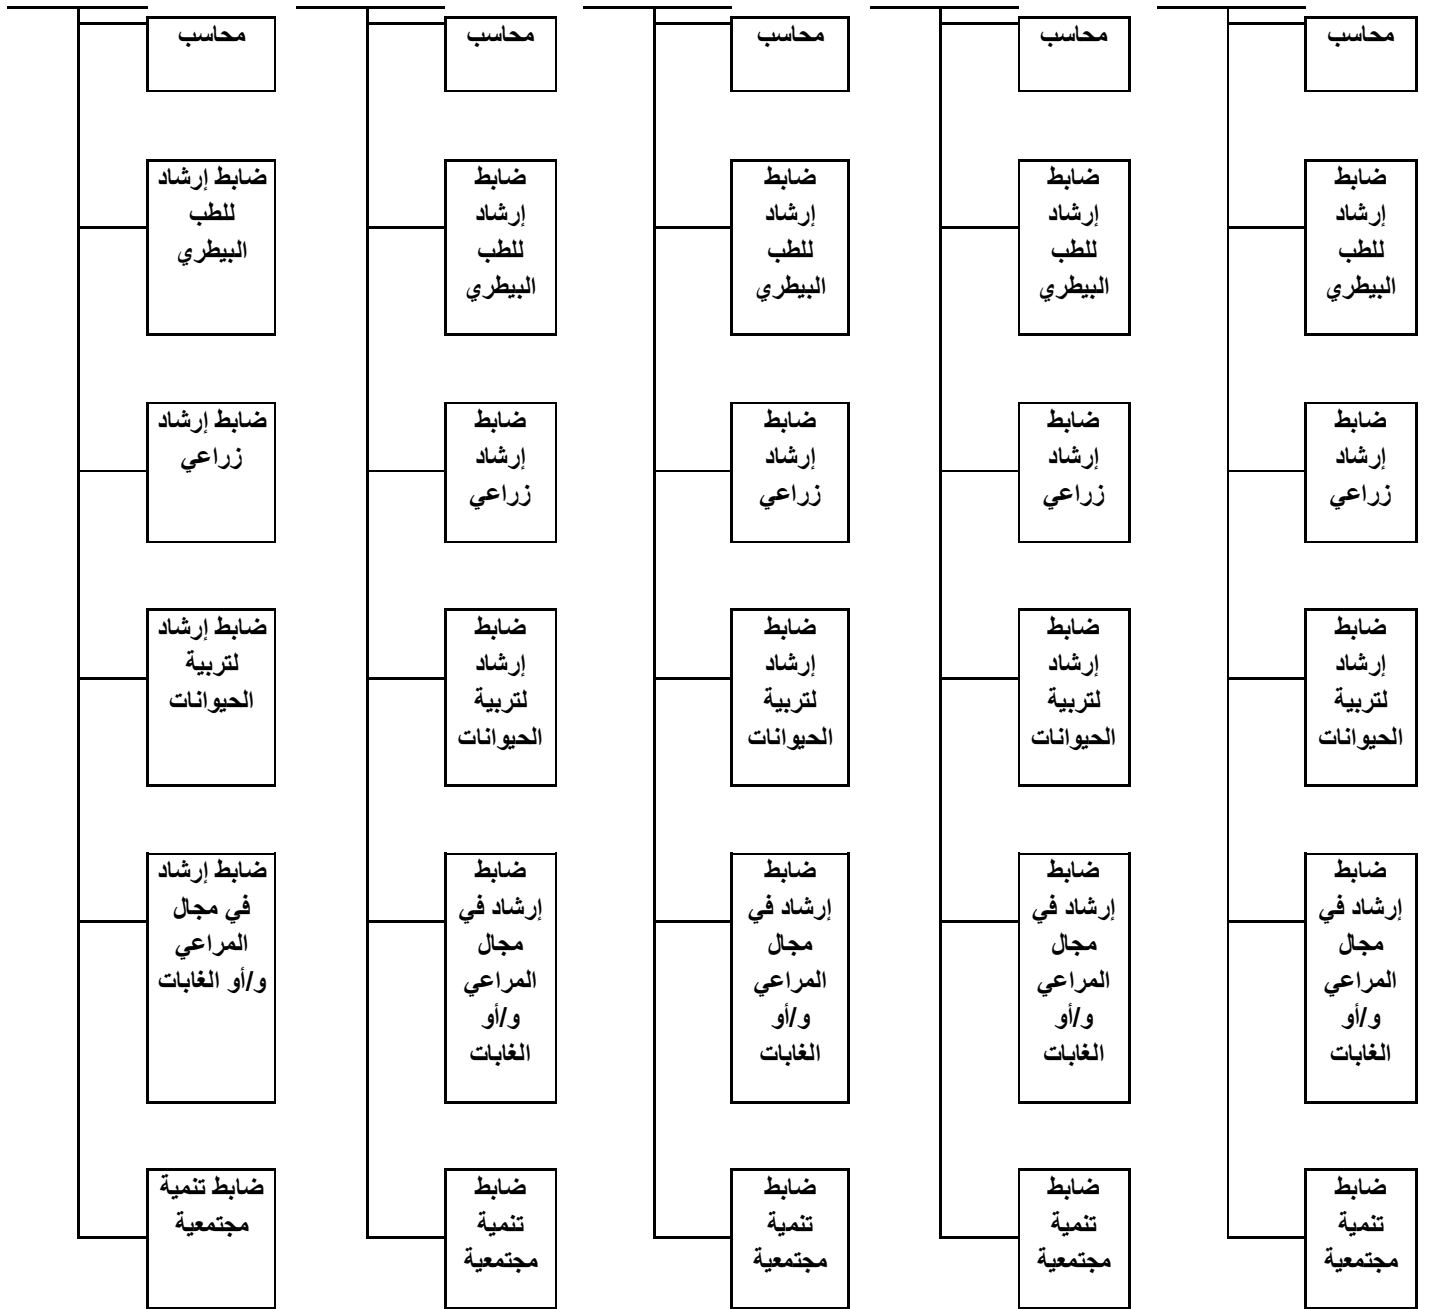 محاسب
محاسب
محاسب
محاسب
محاسب
ضابط
إرشاد
للطب
البيطري
ضابط
إرشاد
للطب
البيطري
ضابط
إرشاد
للطب
البيطري
ضابط
إرشاد
للطب
البيطري
ضابط إرشاد
للطب
البيطري
ضابط
إرشاد
زراعي
ضابط
إرشاد
زراعي
ضابط
إرشاد
زراعي
ضابط
إرشاد
زراعي
ضابط إرشاد
زراعي
ضابط
إرشاد
لتربية
الحيوانات
ضابط
إرشاد
لتربية
الحيوانات
ضابط
إرشاد
لتربية
الحيوانات
ضابط
إرشاد
لتربية
الحيوانات
ضابط إرشاد
لتربية
الحيوانات
ضابط
إرشاد في
مجال
المراعي
و/أو
الغابات
ضابط
إرشاد في
مجال
المراعي
و/أو
الغابات
ضابط
إرشاد في
مجال
المراعي
و/أو
الغابات
ضابط
إرشاد في
مجال
المراعي
و/أو
الغابات
ضابط إرشاد
في مجال
المراعي
و/أو الغابات
ضابط
تنمية
مجتمعية
ضابط
تنمية
مجتمعية
ضابط
تنمية
مجتمعية
ضابط
تنمية
مجتمعية
ضابط تنمية
مجتمعية